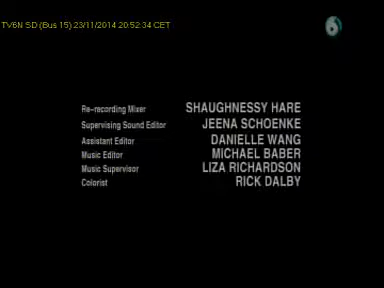 TV6N SD (Bus 15) 23/11/2014 20:52:34 CET
6
Re-recording Mixer SHAUGHNESSY HARE
Supervising Sound Editor JEENA SCHOENKE
Assistant Editor DANIELLE WANG
Music Editor MICHAEL BABER
Music Supervisor LIZA RICHARDSON
Colorist RICK DALBY